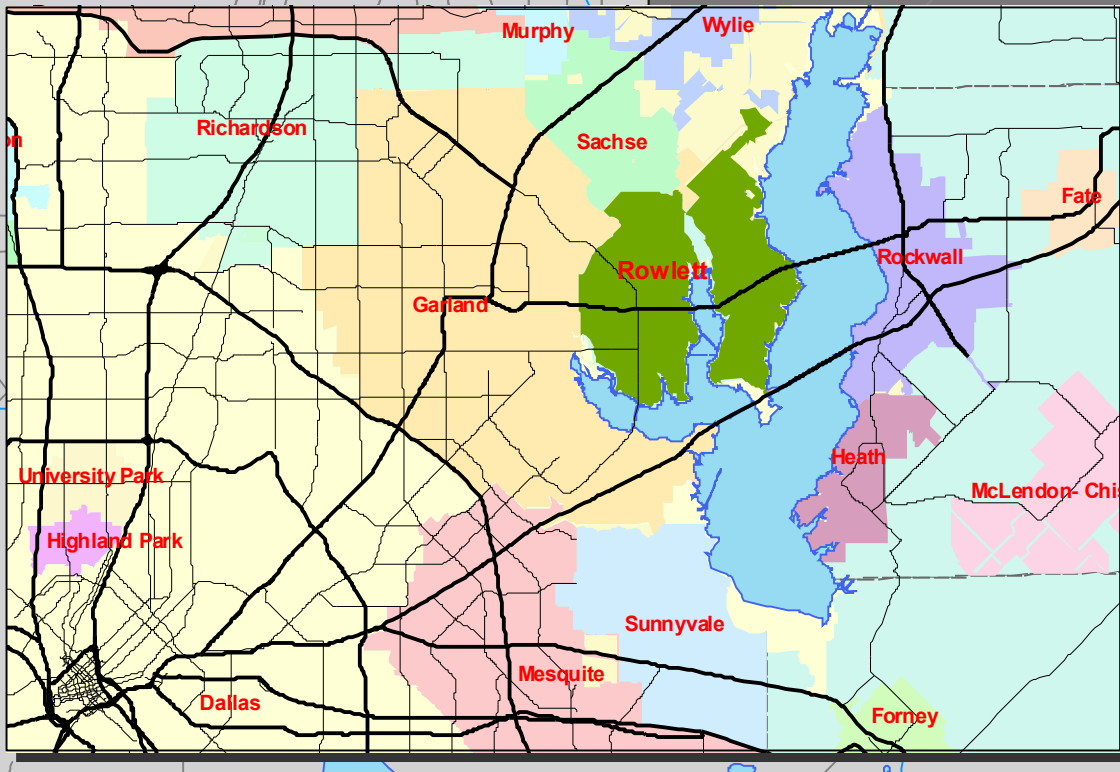 Murphy
Wylie
Richardson
on
Sachse
Fate
Rowlett
Rockwall
Garland
University Park
Heath
McLendon- Chis
Highland Park
Sunnyvale
Mesquite
Dallas
Forney